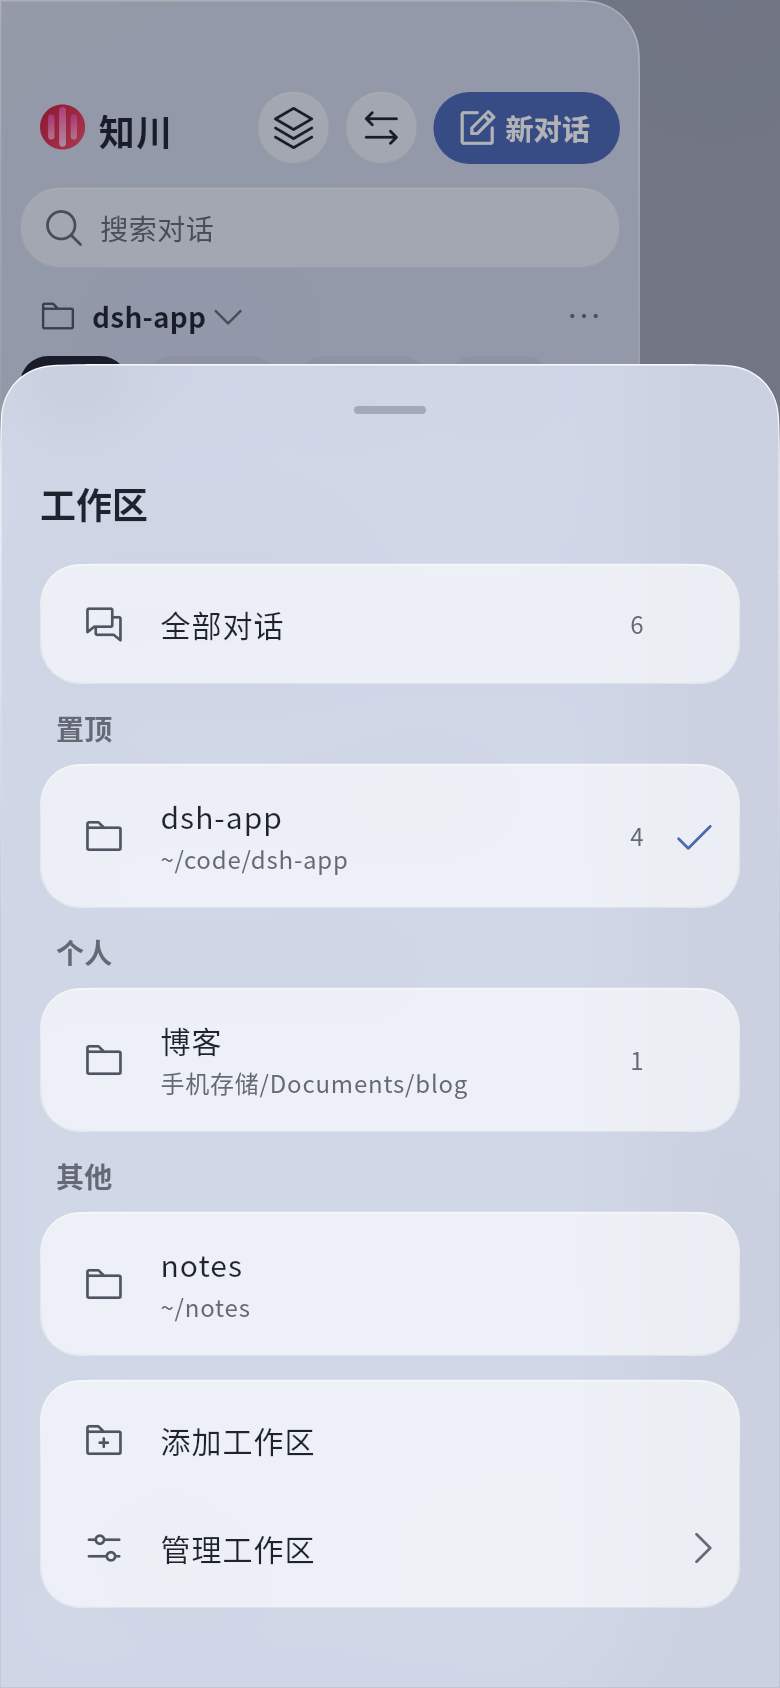 知川
新对话
搜索对话
dsh-app
工作区
全部对话 6
置顶
dsh-app
~/code/dsh-app
4
个人
博客
手机存储/Documents/blog
1
其他
notes
~/notes
添加工作区
管理工作区